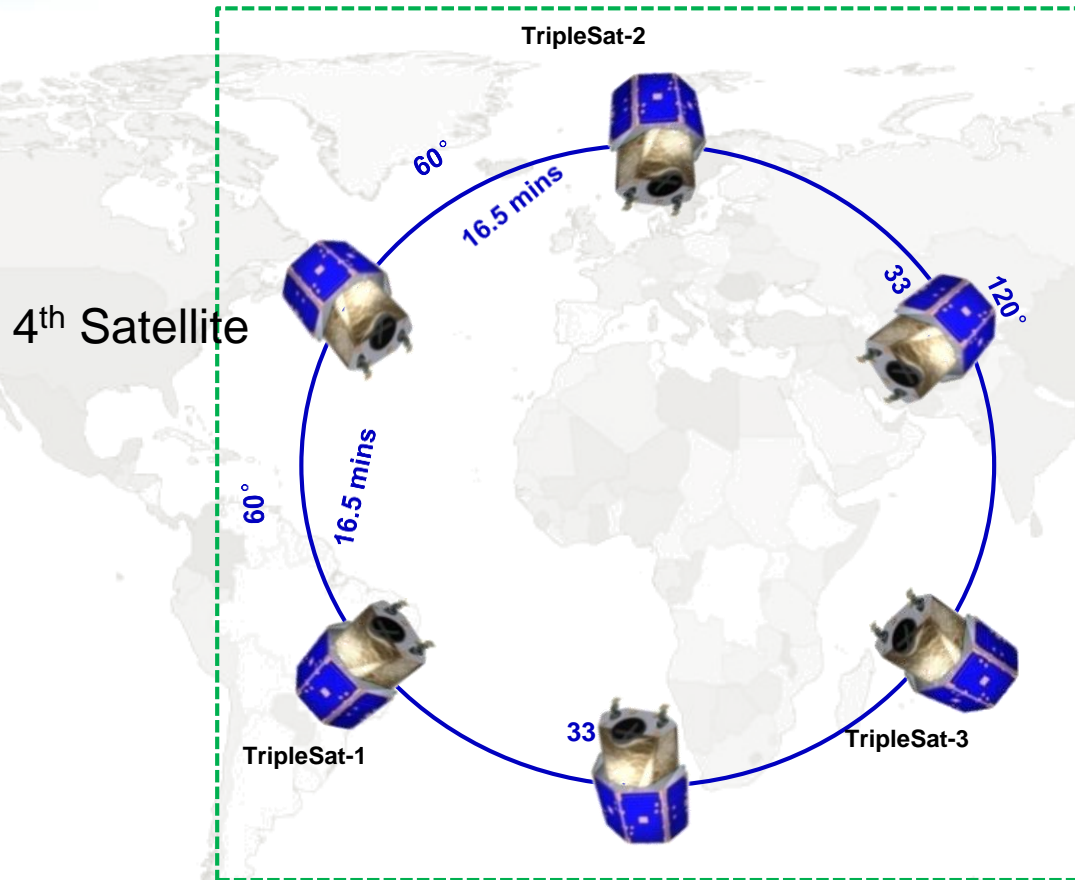 TripleSat-2
60°
16.5 mins
33
120°
4th Satellite
16.5 mins
60°
33
TripleSat-3
TripleSat-1